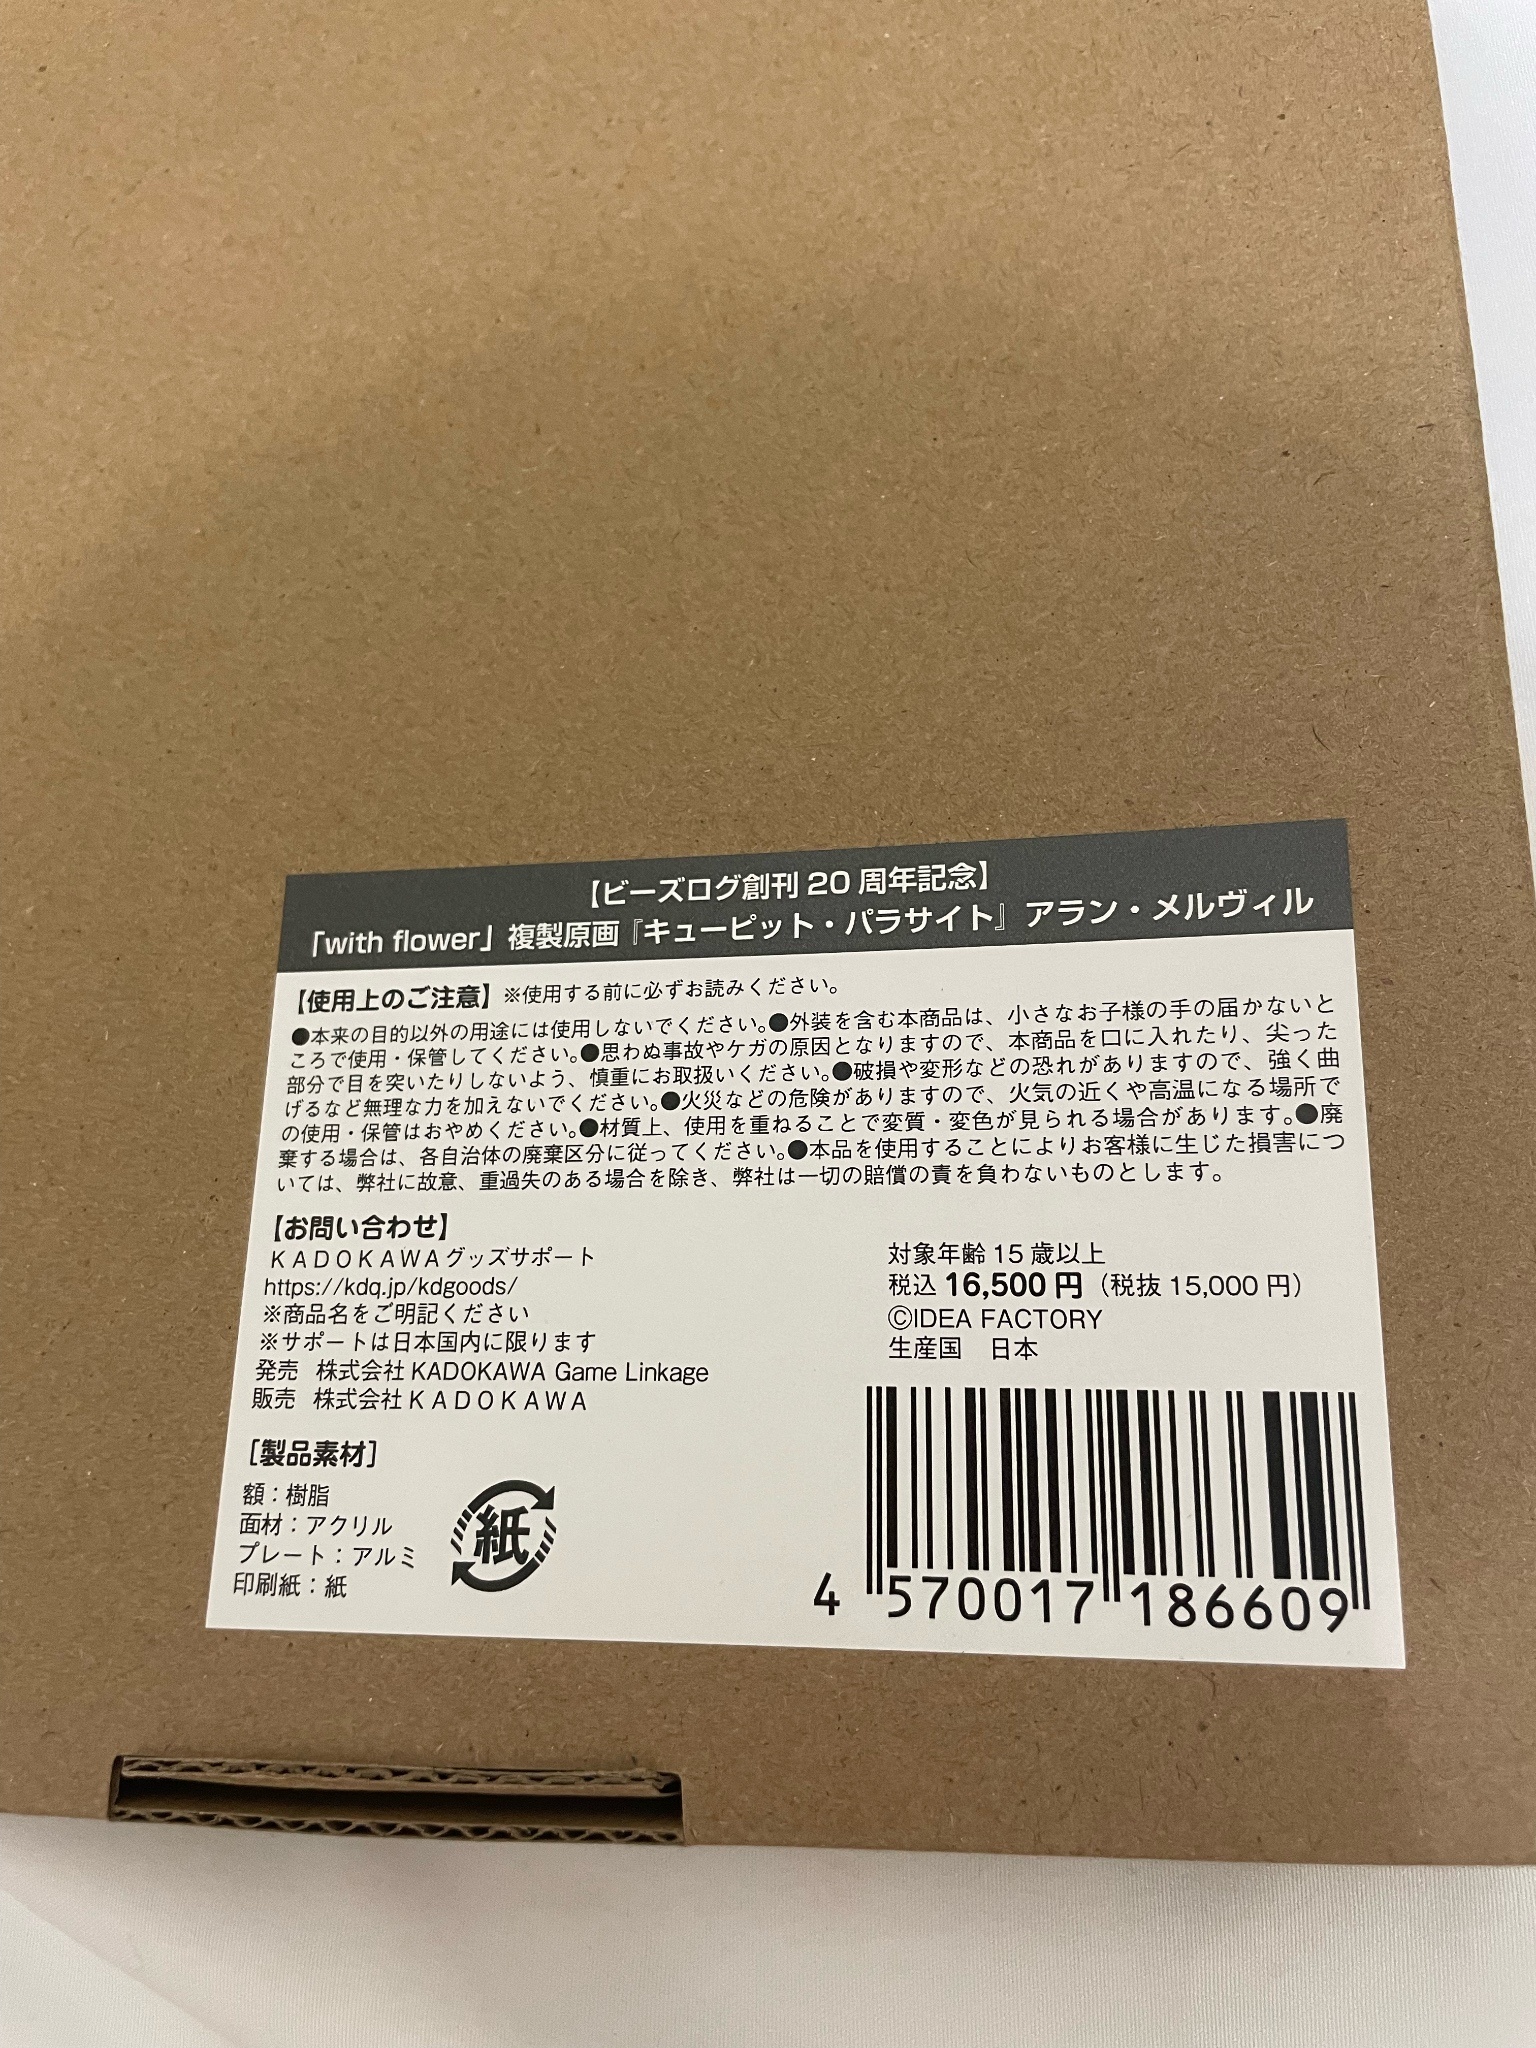 【ビーズログ創刊 20 周年記念】
「with flower」複製原画『キューピット・パラサイト』アラン・メルヴィル
【使用上のご注意】※使用する前に必ずお読みください。
●本来の目的以外の用途には使用しないでください。●外装を含む本商品は、小さなお子様の手の届かないと
ころで使用・保管してください。●思わぬ事故やケガの原因となりますので、本商品を口に入れたり、尖った
部分で目を突いたりしないよう、慎重にお取扱いください。●破損や変形などの恐れがありますので、強く曲
げるなど無理な力を加えないでください。●火災などの危険がありますので、火気の近くや高温になる場所で
の使用・保管はおやめください。●材質上、使用を重ねることで変質・変色が見られる場合があります。●廃
棄する場合は、各自治体の廃棄区分に従ってください。●本品を使用することによりお客様に生じた損害につ
いては、弊社に故意、重過失のある場合を除き、弊社は一切の賠償の責を負わないものとします。
【お問い合わせ】
ＫＡＤＯＫＡＷＡグッズサポート
https://kdq.jp/kdgoods/
※商品名をご明記ください
※サポートは日本国内に限ります
発売 株式会社 KADOKAWA Game Linkage
販売 株式会社ＫＡＤＯＫＡＷＡ
対象年齢 15 歳以上
税込 16,500 円（税抜 15,000 円）
©IDEA FACTORY
生産国 日本
［製品素材］
額：樹脂
面材：アクリル
プレート：アルミ
印刷紙：紙
紙
4 570017 186609